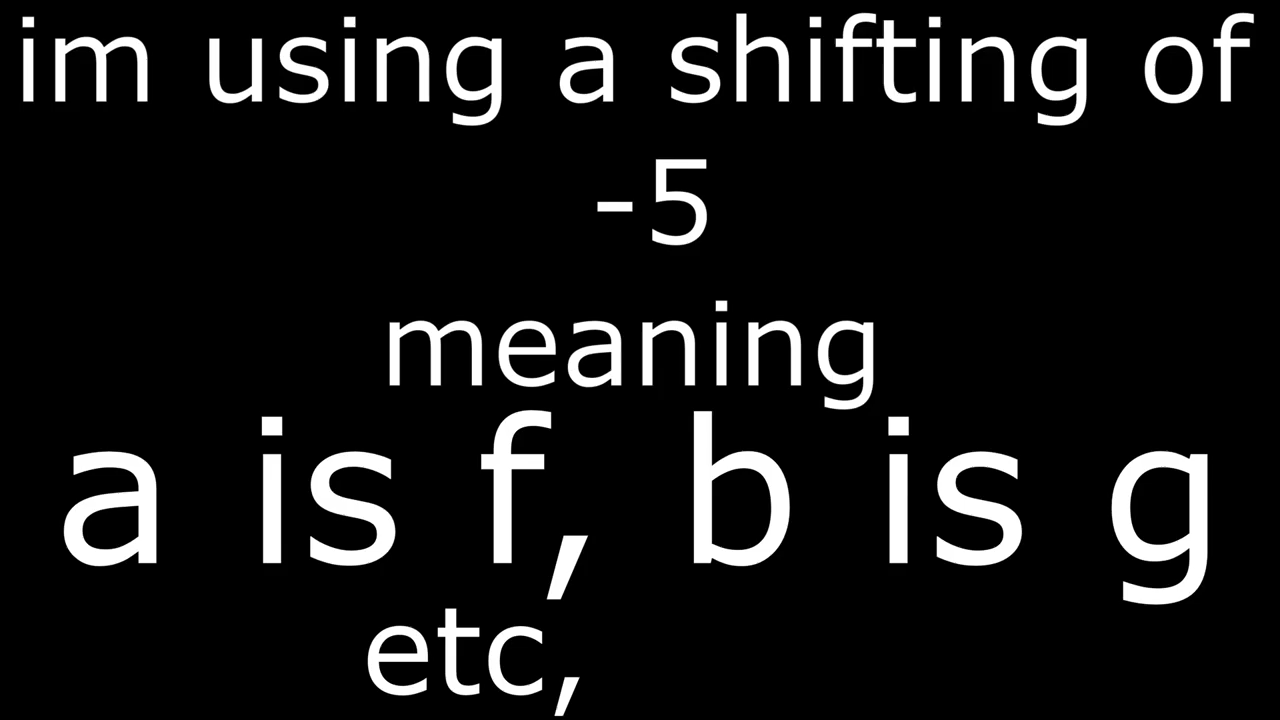 im using a shifting of
-5
meaning
a is f, b is g
etc,